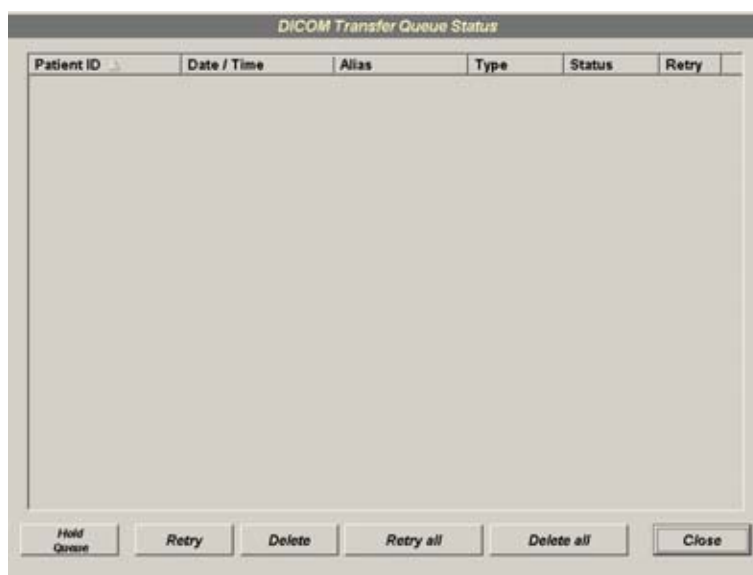 DICOM Transfer Queue Status
Patient ID Date / Time Alias Type Status Retry
Hold Queue Retry Delete Retry all Delete all Close